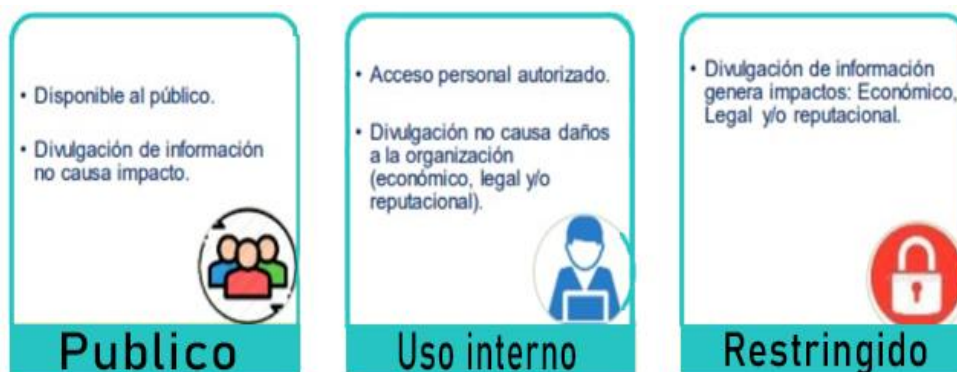 • Disponible al público.
• Divulgación de información
no causa impacto.
Publico
• Acceso personal autorizado.
• Divulgación no causa daños
a la organización
(económico, legal y/o
reputacional).
Uso interno
• Divulgación de información
genera impactos: Económico,
Legal y/o reputacional.
Restringido